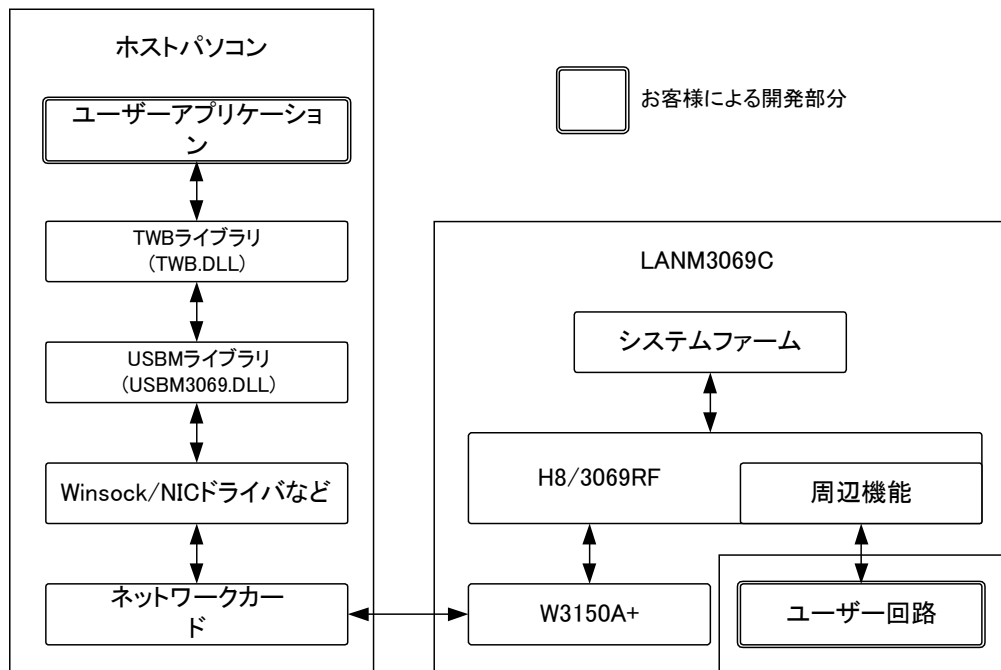 ホストパソコン
ユーザーアプリケーショ
ン
TWBライブラリ
(TWB.DLL)
USBMライブラリ
(USBM3069.DLL)
Winsock/NICドライバなど
ネットワークカー
ド
お客様による開発部分
LANM3069C
システムファーム
H8/3069RF
周辺機能
W3150A+
ユーザー回路